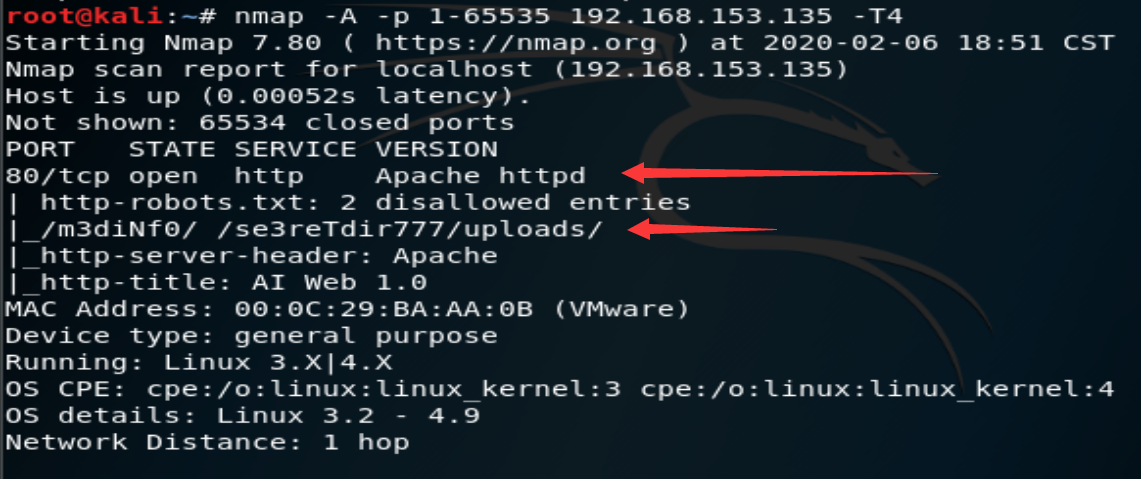 root@kali:~# nmap -A -p 1-65535 192.168.153.135 -T4
Starting Nmap 7.80 ( https://nmap.org ) at 2020-02-06 18:51 CST
Nmap scan report for localhost (192.168.153.135)
Host is up (0.00052s latency).
Not shown: 65534 closed ports
PORT   STATE SERVICE VERSION
80/tcp open  http    Apache httpd
| http-robots.txt: 2 disallowed entries
|_/m3diNf0/ /se3reTdir777/uploads/
|_http-server-header: Apache
|_http-title: AI Web 1.0
MAC Address: 00:0C:29:BA:AA:0B (VMware)
Device type: general purpose
Running: Linux 3.X|4.X
OS CPE: cpe:/o:linux:linux_kernel:3 cpe:/o:linux:linux_kernel:4
OS details: Linux 3.2 - 4.9
Network Distance: 1 hop